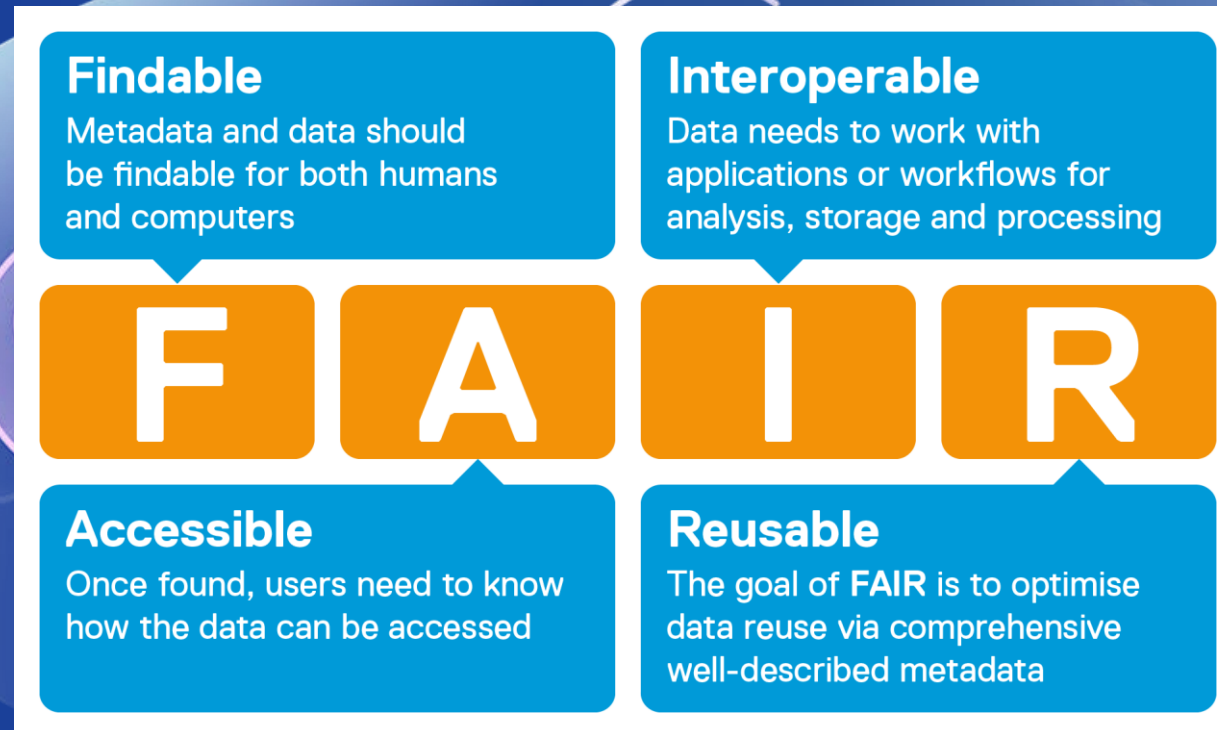 Findable
Metadata and data should
be findable for both humans
and computers
Interoperable
Data needs to work with
applications or workflows for
analysis, storage and processing
F A I R
Accessible
Once found, users need to know
how the data can be accessed
Reusable
The goal of FAIR is to optimise
data reuse via comprehensive
well-described metadata